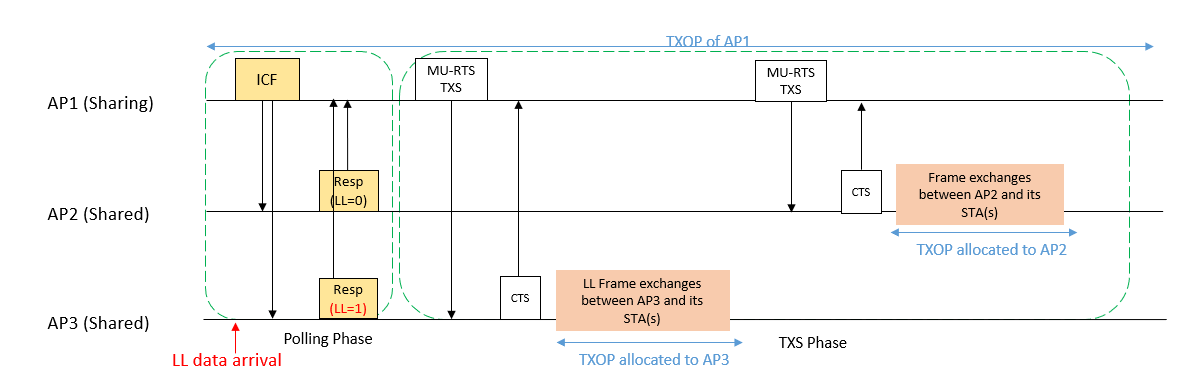 TXOP of AP1
ICF
MU-RTS
TXS
MU-RTS
TXS
AP1 (Sharing)
Resp
(LL=0)
CTS
Frame exchanges
between AP2 and its
STA(s)
AP2 (Shared)
TXOP allocated to AP2
Resp
(LL=1)
CTS
LL Frame exchanges
between AP3 and its
STA(s)
AP3 (Shared)
Polling Phase
TXS Phase
LL data arrival
TXOP allocated to AP3